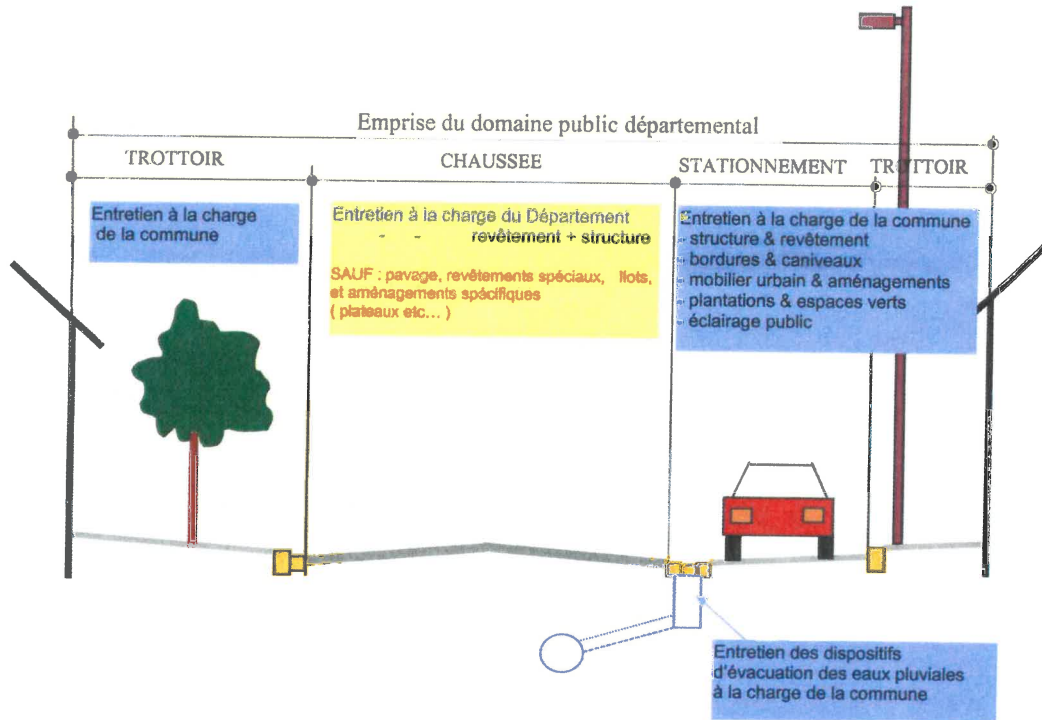 Emprise du domaine public départemental
TROTTOIR
CHAUSSEE
STATIONNEMENT
TROTTOIR
Entretien à la charge
de la commune
Entretien à la charge du Département
- - revêtement + structure
SAUF : pavage, revêtements spéciaux, îlots,
et aménagements spécifiques
( plateaux etc... )
Entretien à la charge de la commune
- structure & revêtement
- bordures & caniveaux
- mobilier urbain & aménagements
- plantations & espaces verts
- éclairage public
Entretien des dispositifs
d'évacuation des eaux pluviales
à la charge de la commune